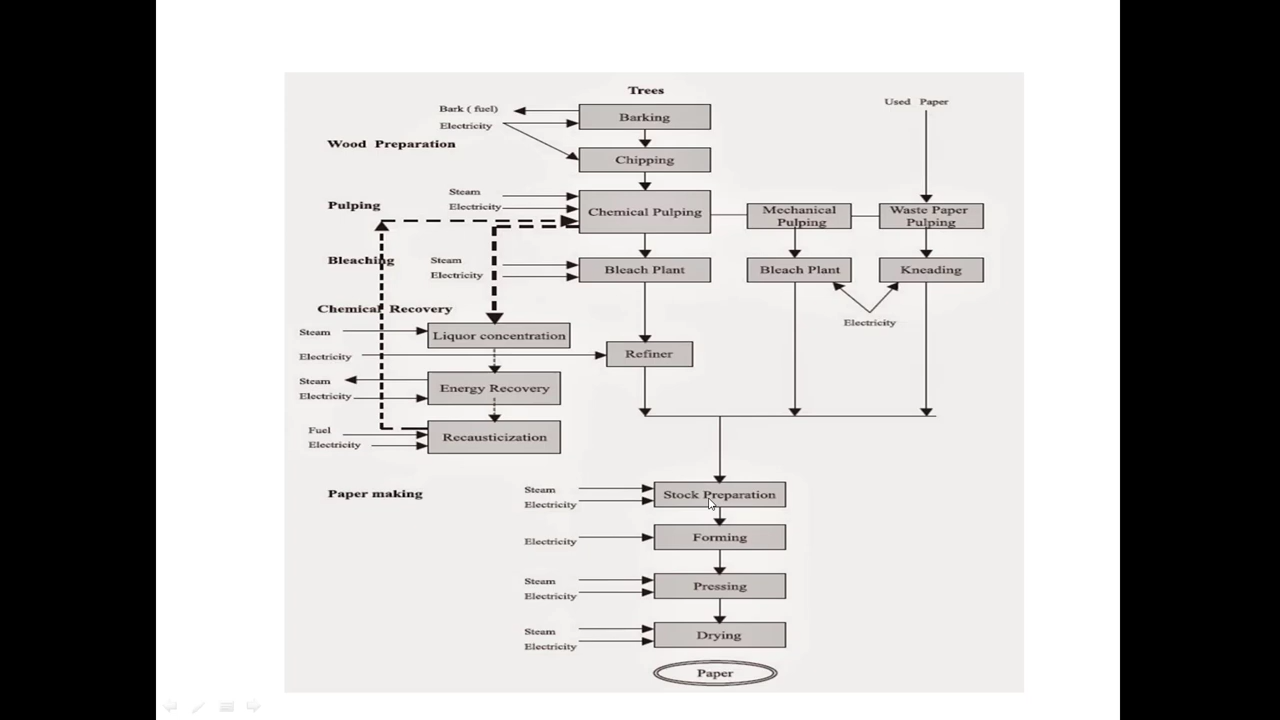 Trees
Used Paper
Bark ( fuel)
Electricity
Barking
Wood Preparation
Chipping
Steam
Electricity
Pulping
Chemical Pulping
Mechanical
Pulping
Waste Paper
Pulping
Bleaching
Steam
Electricity
Bleach Plant
Bleach Plant
Kneading
Chemical Recovery
Electricity
Steam
Liquor concentration
Electricity
Refiner
Steam
Electricity
Energy Recovery
Fuel
Electricity
Recausticization
Paper making
Steam
Electricity
Stock Preparation
Electricity
Forming
Steam
Electricity
Pressing
Steam
Electricity
Drying
Paper